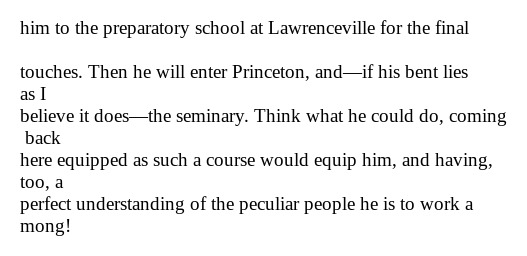 him to the preparatory school at Lawrenceville for the final
touches. Then he will enter Princeton, and—if his bent lies
as I
believe it does—the seminary. Think what he could do, coming
back
here equipped as such a course would equip him, and having,
too, a
perfect understanding of the peculiar people he is to work a
mong!